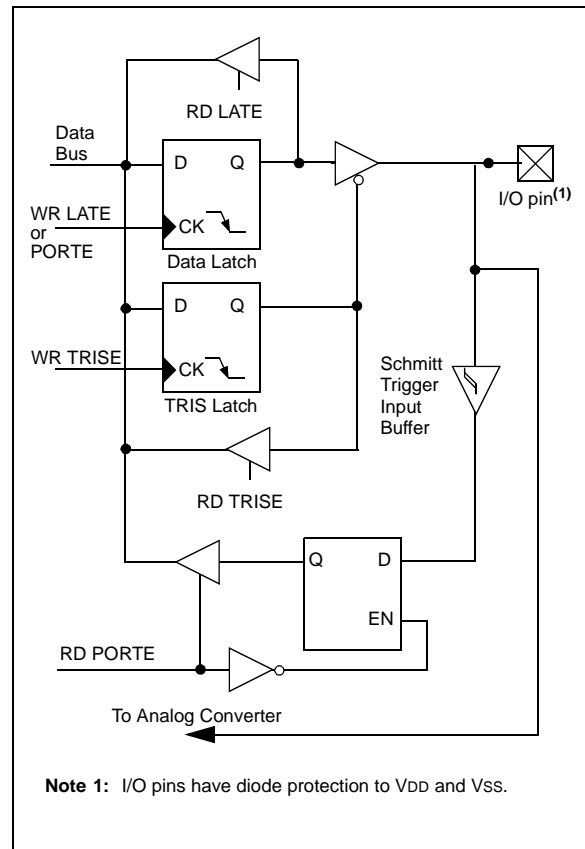 RD LATE
Data
Bus
D Q
I/O pin(1)
WR LATE
or
PORTE
CK
Data Latch
D Q
WR TRISE
CK
TRIS Latch
Schmitt
Trigger
Input
Buffer
RD TRISE
Q D
EN
RD PORTE
To Analog Converter
Note 1: I/O pins have diode protection to VDD and VSS.